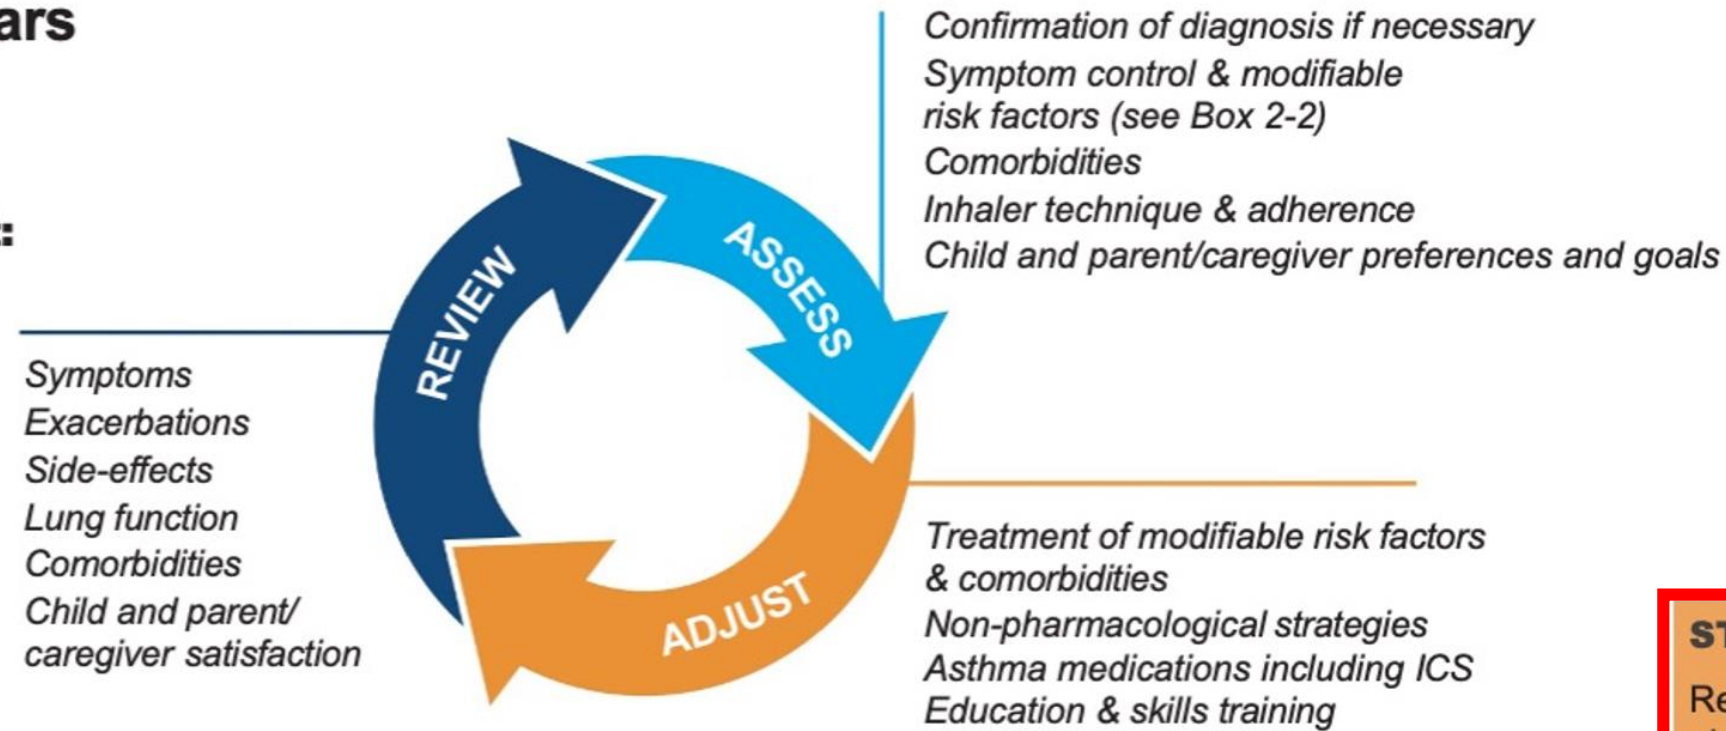 Confirmation of diagnosis if necessary
Symptom control & modifiable
risk factors (see Box 2-2)
Comorbidities
Inhaler technique & adherence
Child and parent/caregiver preferences and goals
REVIEW
ASSESS
ADJUST
Symptoms
Exacerbations
Side-effects
Lung function
Comorbidities
Child and parent/
caregiver satisfaction
Treatment of modifiable risk factors
& comorbidities
Non-pharmacological strategies
Asthma medications including ICS
Education & skills training